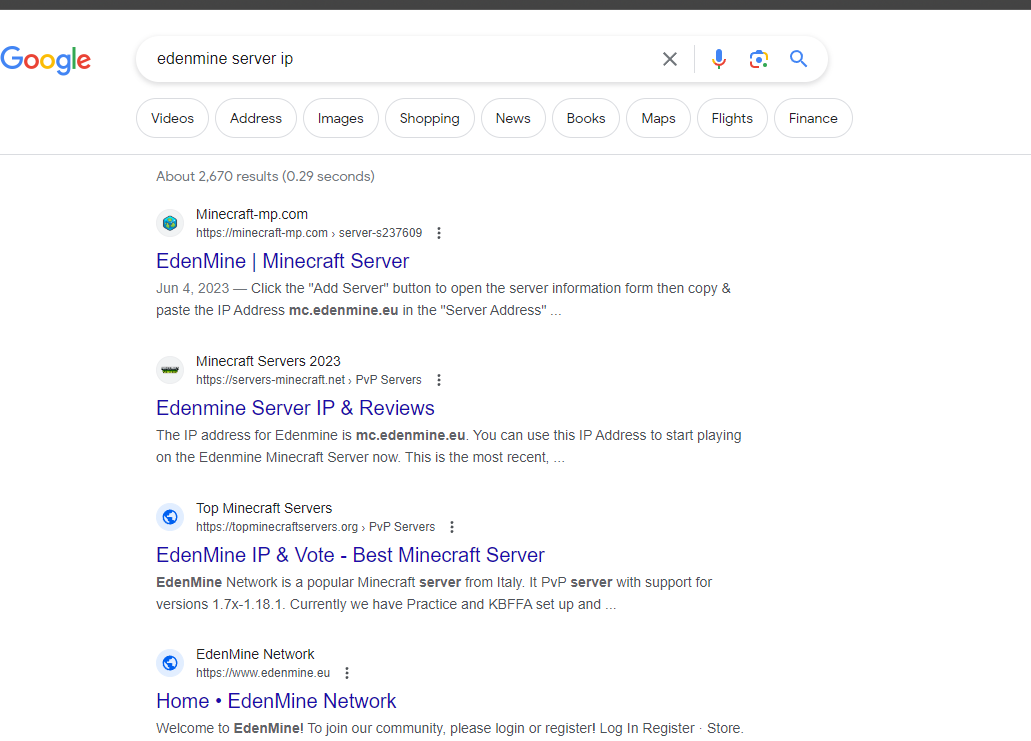 Google
edenmine server ip
Videos
Address
Images
Shopping
News
Books
Maps
Flights
Finance
About 2,670 results (0.29 seconds)
Minecraft-mp.com
https://minecraft-mp.com › server-s237609
EdenMine | Minecraft Server
Jun 4, 2023 — Click the "Add Server" button to open the server information form then copy &
paste the IP Address mc.edenmine.eu in the "Server Address" ...
Minecraft Servers 2023
https://servers-minecraft.net › PvP Servers
Edenmine Server IP & Reviews
The IP address for Edenmine is mc.edenmine.eu. You can use this IP Address to start playing
on the Edenmine Minecraft Server now. This is the most recent, ...
Top Minecraft Servers
https://topminecraftservers.org › PvP Servers
EdenMine IP & Vote - Best Minecraft Server
EdenMine Network is a popular Minecraft server from Italy. It PvP server with support for
versions 1.7x-1.18.1. Currently we have Practice and KBFFA set up and ...
EdenMine Network
https://www.edenmine.eu
Home • EdenMine Network
Welcome to EdenMine! To join our community, please login or register! Log In Register · Store.